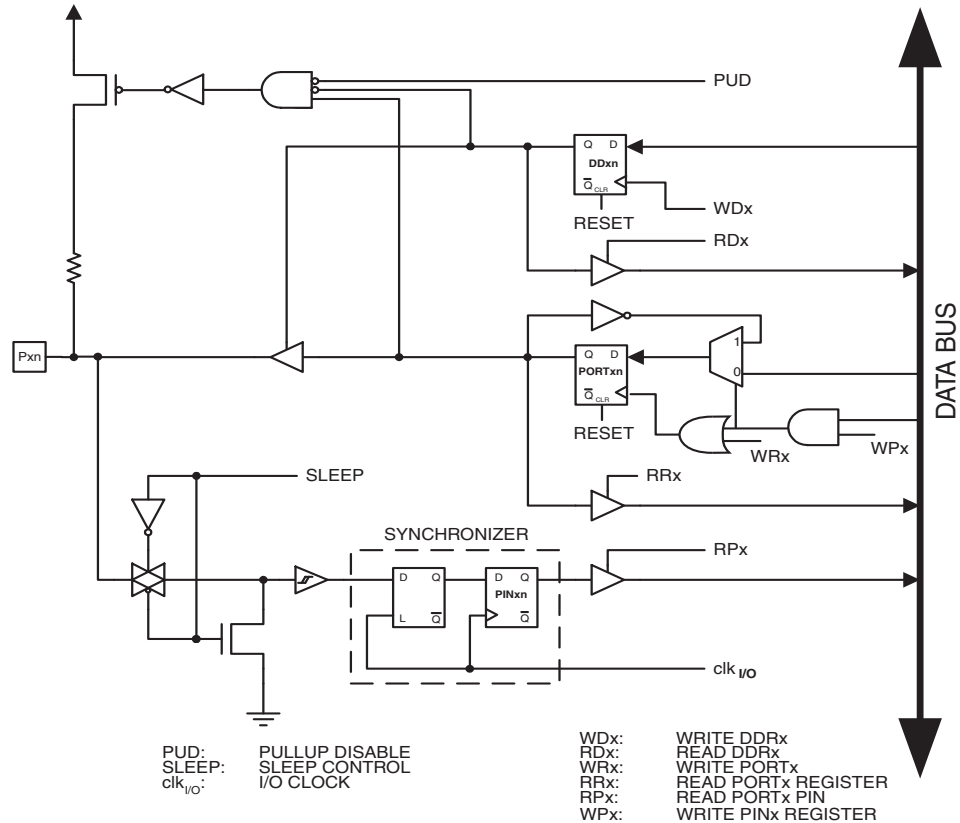 PUD
Q D
DDxn
Q CLR
WDx
RESET
RDx
Pxn
1
Q D
PORTxn
0
Q CLR
RESET
WRx
WPx
DATA BUS
SLEEP
RRx
SYNCHRONIZER
RPx
D Q
D Q
PINxn
L Q
Q
clk I/O
PUD: PULLUP DISABLE
SLEEP: SLEEP CONTROL
clkI/O: I/O CLOCK
WDx: WRITE DDRx
RDx: READ DDRx
WRx: WRITE PORTx
RRx: READ PORTx REGISTER
RPx: READ PORTx PIN
WPx: WRITE PINx REGISTER